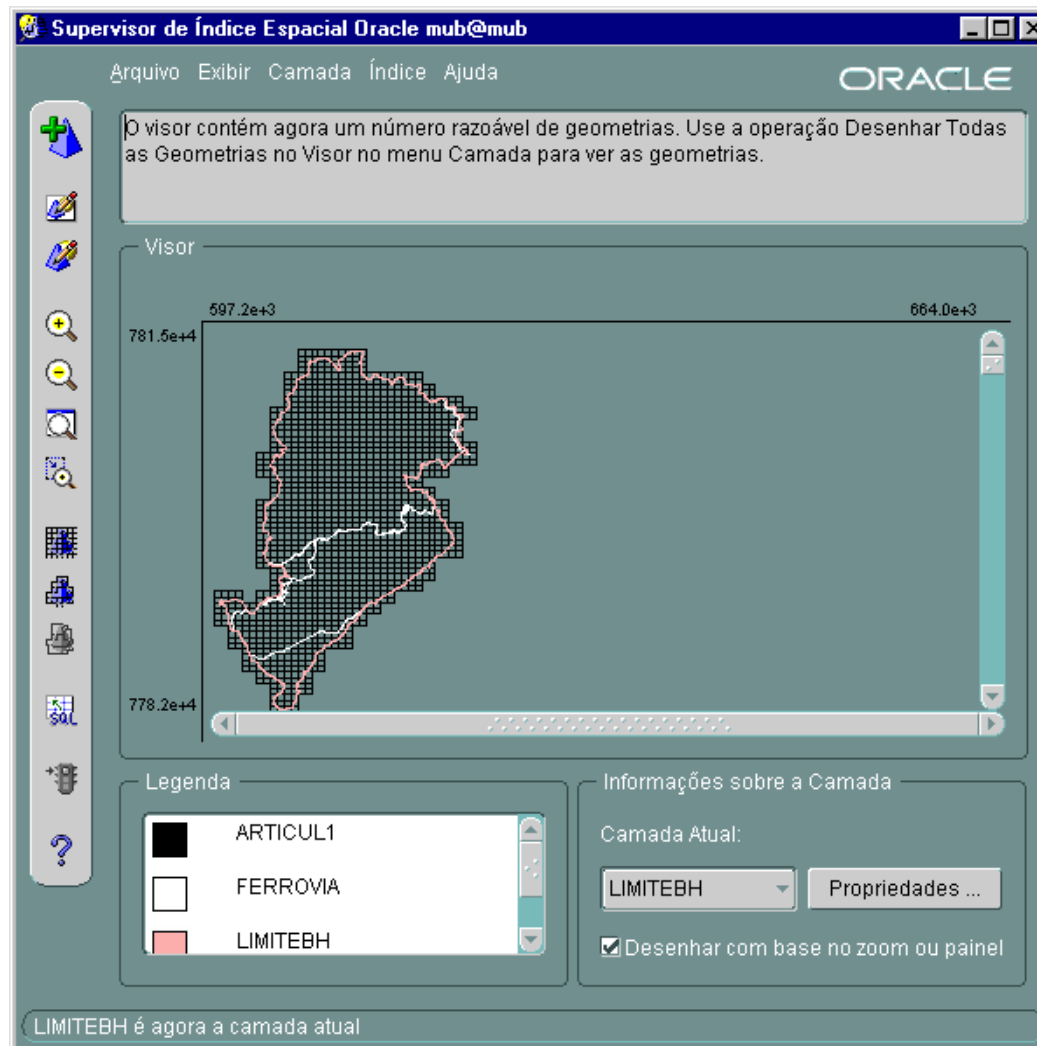 Supervisor de Índice Espacial Oracle mub@mub
Arquivo Exibir Camada Índice Ajuda
ORACLE
O visor contém agora um número razoável de geometrias. Use a operação Desenhar Todas
as Geometrias no Visor no menu Camada para ver as geometrias.
Visor
597.2e+3 664.0e+3
781.5e+4
778.2e+4
SQL
?
Legenda
ARTICUL1
FERROVIA
LIMITEBH
Informações sobre a Camada
Camada Atual:
LIMITEBH Propriedades ...
Desenhar com base no zoom ou painel
LIMITEBH é agora a camada atual